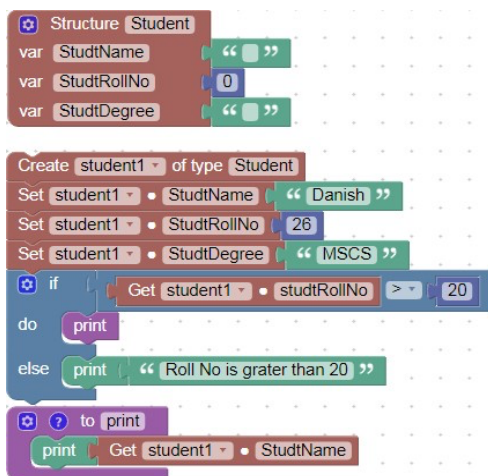 Structure Student
var StudtName “ ”
var StudtRollNo 0
var StudtDegree “ ”
Create student1 of type Student
Set student1 • StudtName “ Danish ”
Set student1 • StudtRollNo 26
Set student1 • StudtDegree “ MSCS ”
if Get student1 • studtRollNo > 20
do print
else print “ Roll No is grater than 20 ”
? to print
print Get student1 • StudtName